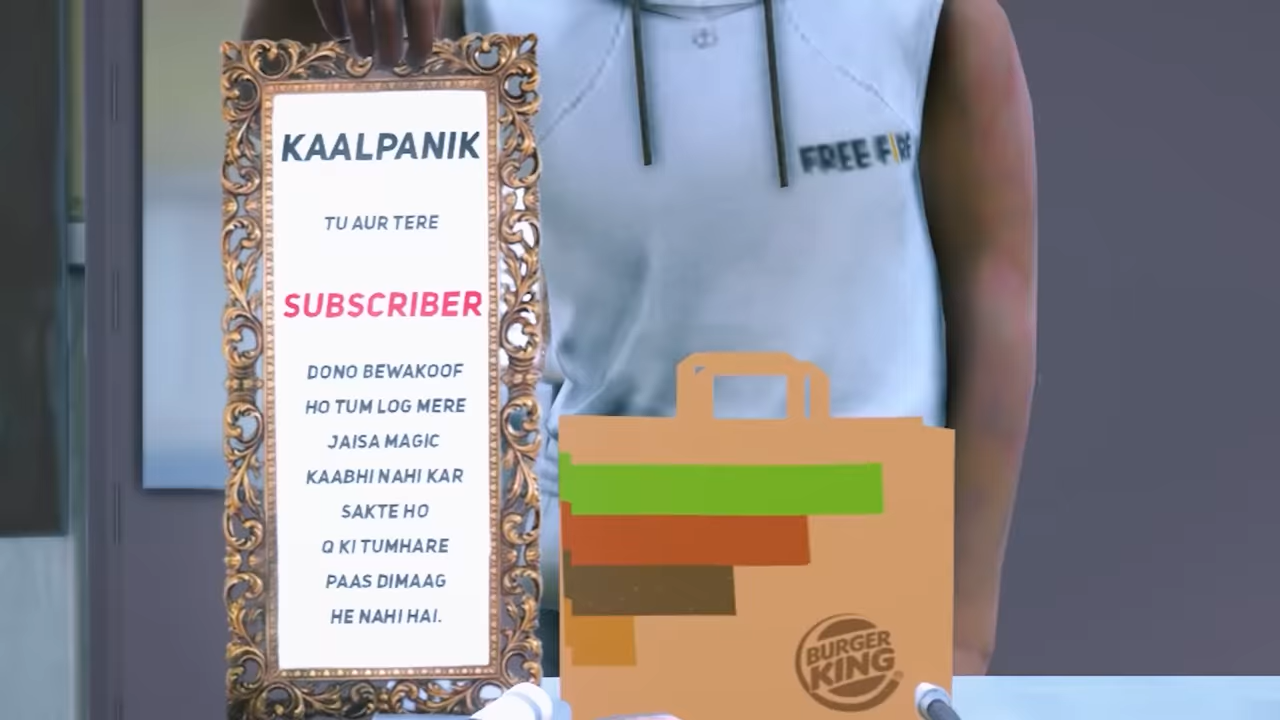 KAALPANIK
TU AUR TERE
SUBSCRIBER
DONO BEWAKOOF
HO TUM LOG MERE
JAISA MAGIC
KAABHI NAHI KAR
SAKTE HO
Q KI TUMHARE
PAAS DIMAAG
HE NAHI HAI.
FREE FIRE
BURGER
KING